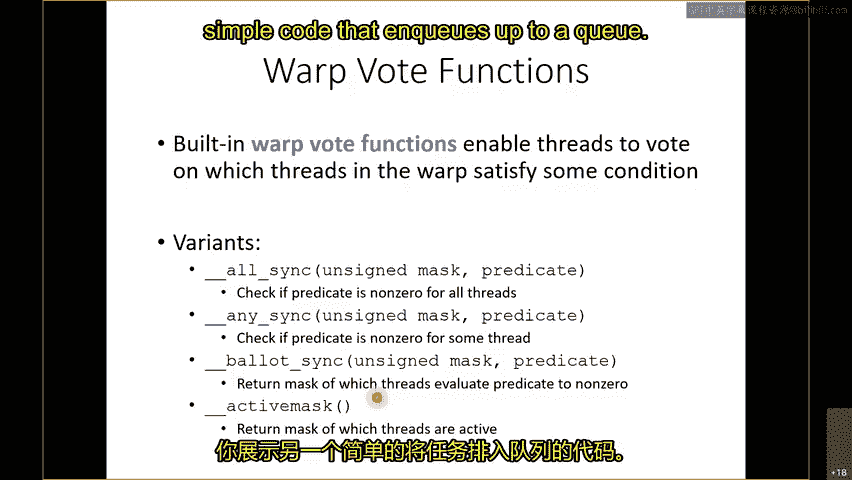 simple code that enqueues up to a queue.
Warp Vote Functions
• Built-in warp vote functions enable threads to vote
on which threads in the warp satisfy some condition
• Variants:
• __all_sync(unsigned mask, predicate)
• Check if predicate is nonzero for all threads
• __any_sync(unsigned mask, predicate)
• Check if predicate is nonzero for some thread
• __ballot_sync(unsigned mask, predicate)
• Return mask of which threads evaluate predicate to nonzero
• __activemask()
• Return mask of which threads are active
你展示另一个简单的将任务排入队列的代码。
+18